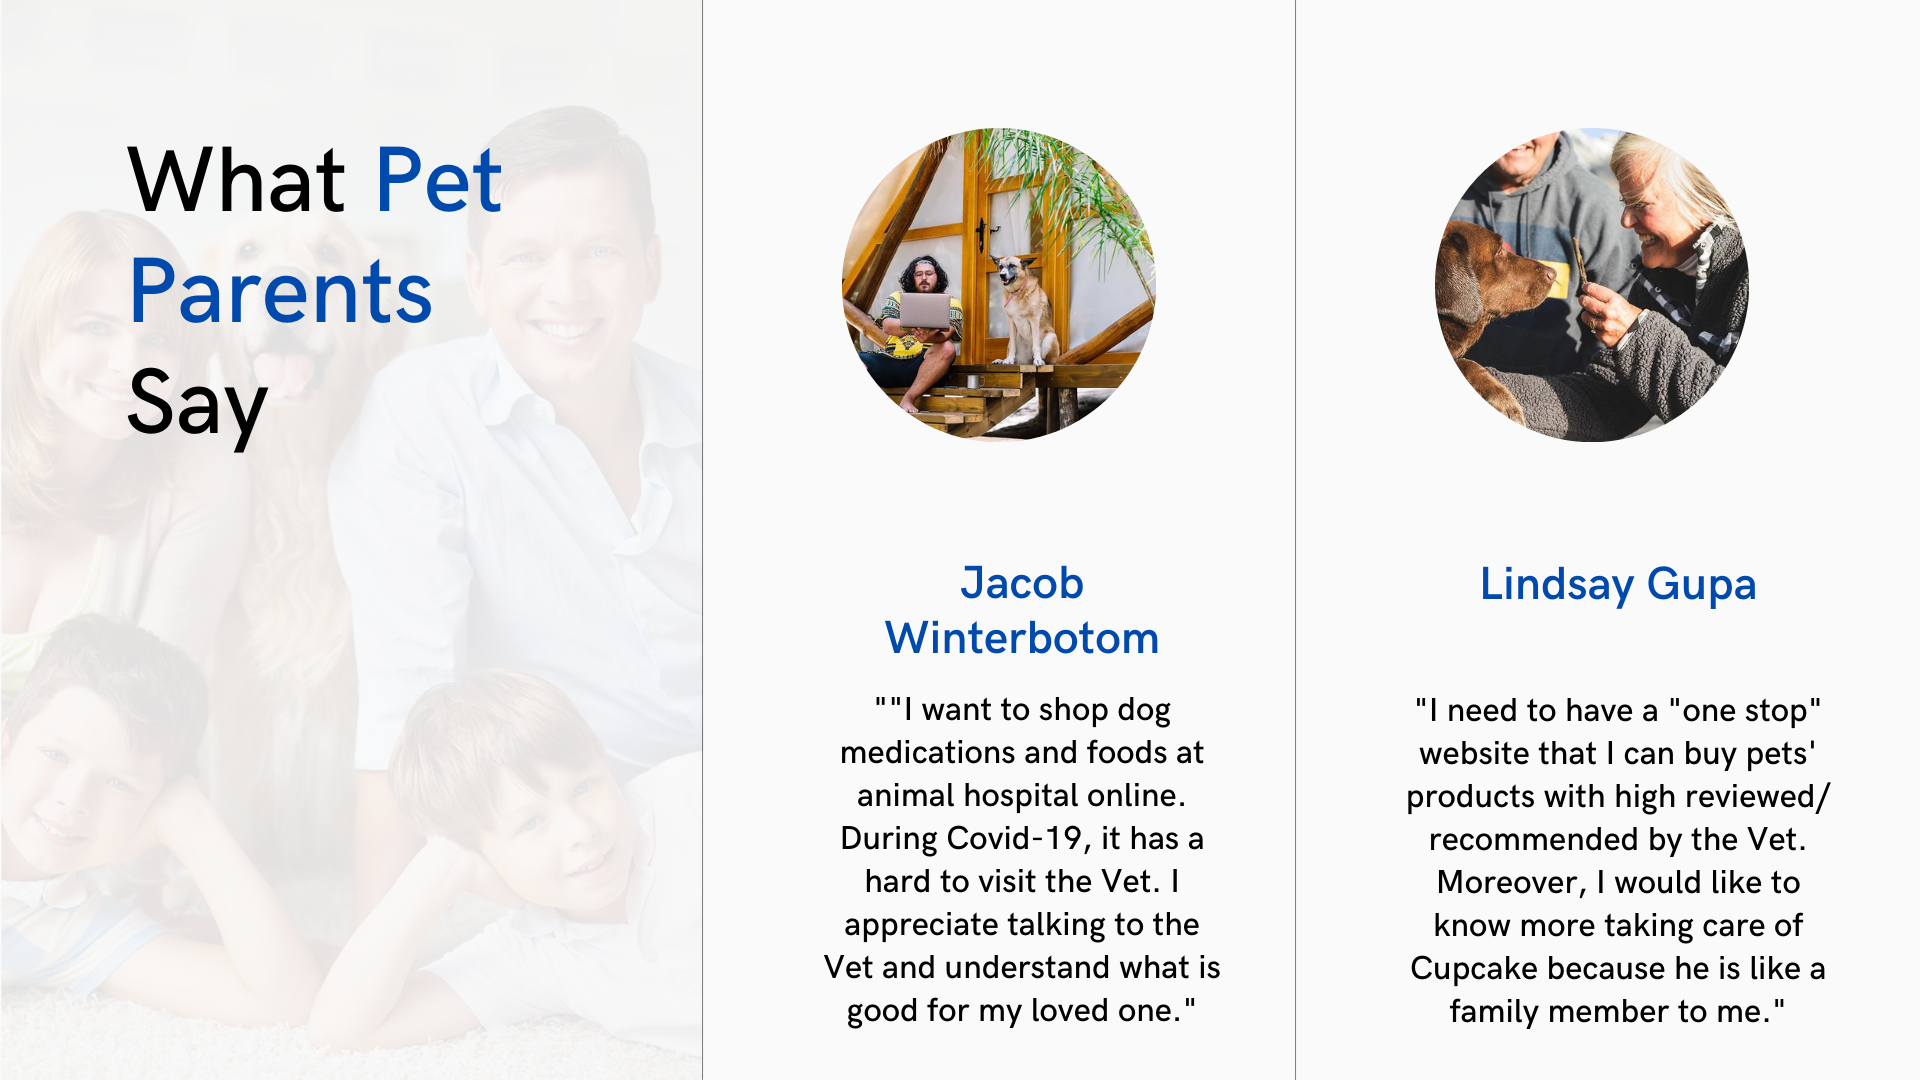 What Pet
Parents
Say
Jacob
Winterbotom
""I want to shop dog
medications and foods at
animal hospital online.
During Covid-19, it has a
hard to visit the Vet. I
appreciate talking to the
Vet and understand what is
good for my loved one."
Lindsay Gupa
"I need to have a "one stop"
website that I can buy pets'
products with high reviewed/
recommended by the Vet.
Moreover, I would like to
know more taking care of
Cupcake because he is like a
family member to me."